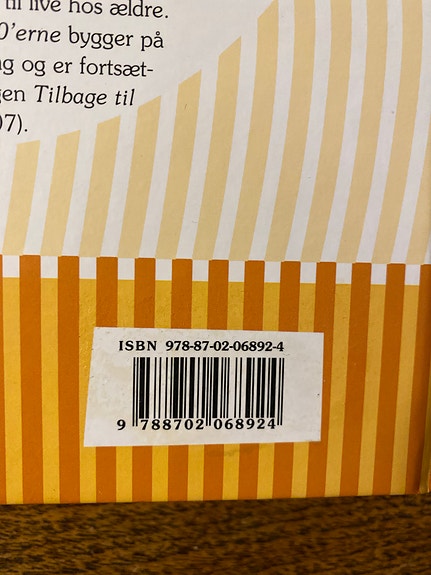 til live hos ældre.
0'erne bygger på
og er fortsæt-
gen Tilbage til
07).
ISBN 978-87-02-06892-4
9 788702 068924